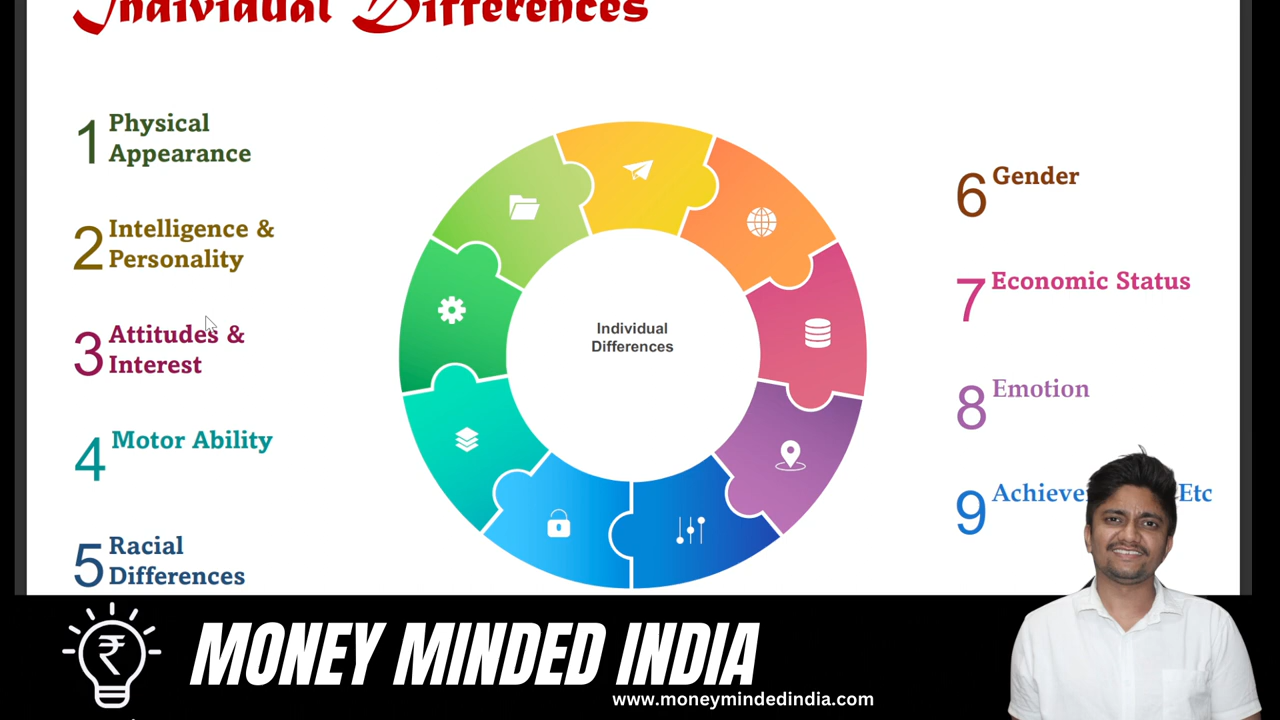 Individual Differences
1 Physical
Appearance
2 Intelligence &
Personality
3 Attitudes &
Interest
4 Motor Ability
5 Racial
Differences
Individual
Differences
6 Gender
7 Economic Status
8 Emotion
9 Etc
₹
MONEY MINDED INDIA
www.moneymindedindia.com